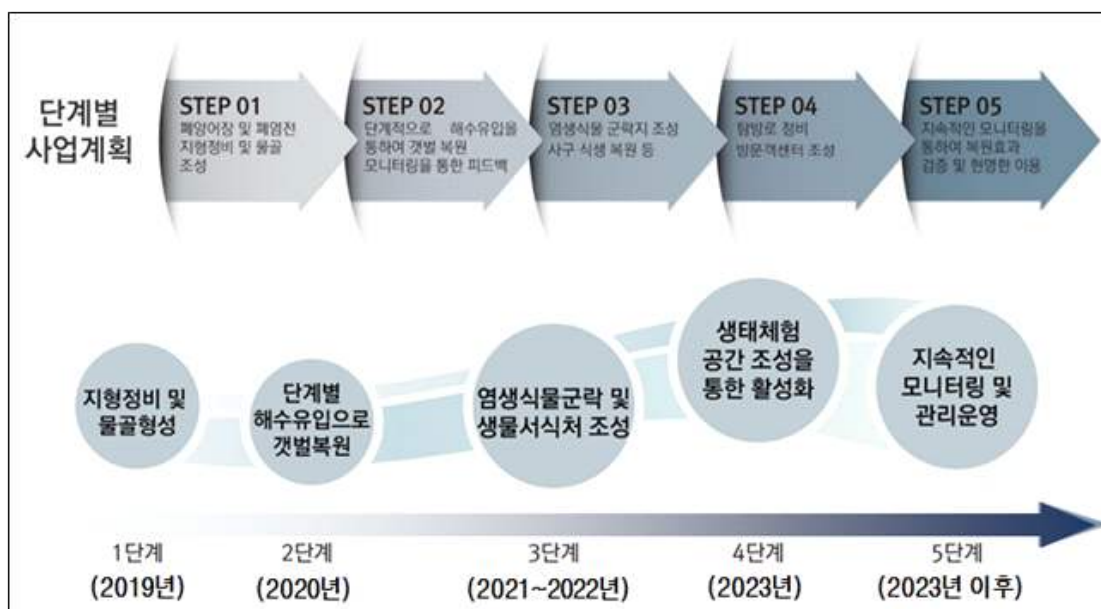 단계별
사업계획
STEP 01
폐양어장 및 폐염전
지형정비 및 물골
조성
STEP 02
단계적으로 해수유입을
통하여 갯벌 복원
모니터링을 통한 피드백
STEP 03
염생식물 군락지 조성
사구 식생 복원 등
STEP 04
탐방로 정비
방문객센터 조성
STEP 05
지속적인 모니터링을
통하여 복원효과
검증 및 현명한 이용
지형정비 및
물골형성
단계별
해수유입으로
갯벌복원
염생식물군락 및
생물서식처 조성
생태체험
공간 조성을
통한 활성화
지속적인
모니터링 및
관리운영
1단계
(2019년)
2단계
(2020년)
3단계
(2021~2022년)
4단계
(2023년)
5단계
(2023년 이후)